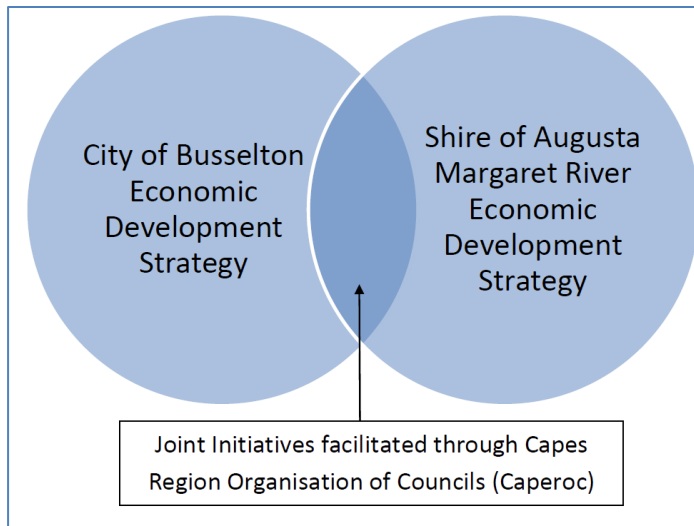 City of Busselton
Economic
Development
Strategy
Shire of Augusta
Margaret River
Economic
Development
Strategy
Joint Initiatives facilitated through Capes
Region Organisation of Councils (Caperoc)